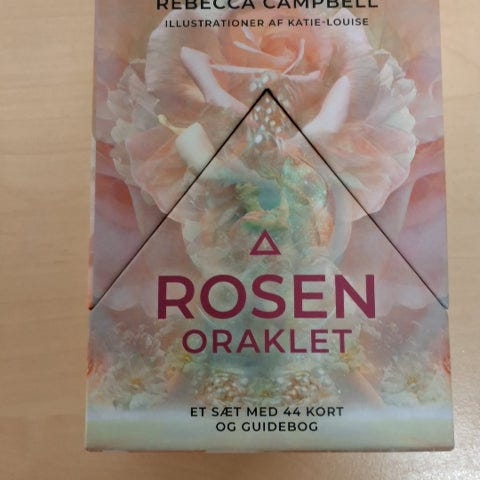 REBECCA CAMPBELL
ILLUSTRATIONER AF KATIE-LOUISE
ROSEN
ORAKLET
ET SÆT MED 44 KORT
OG GUIDEBOG